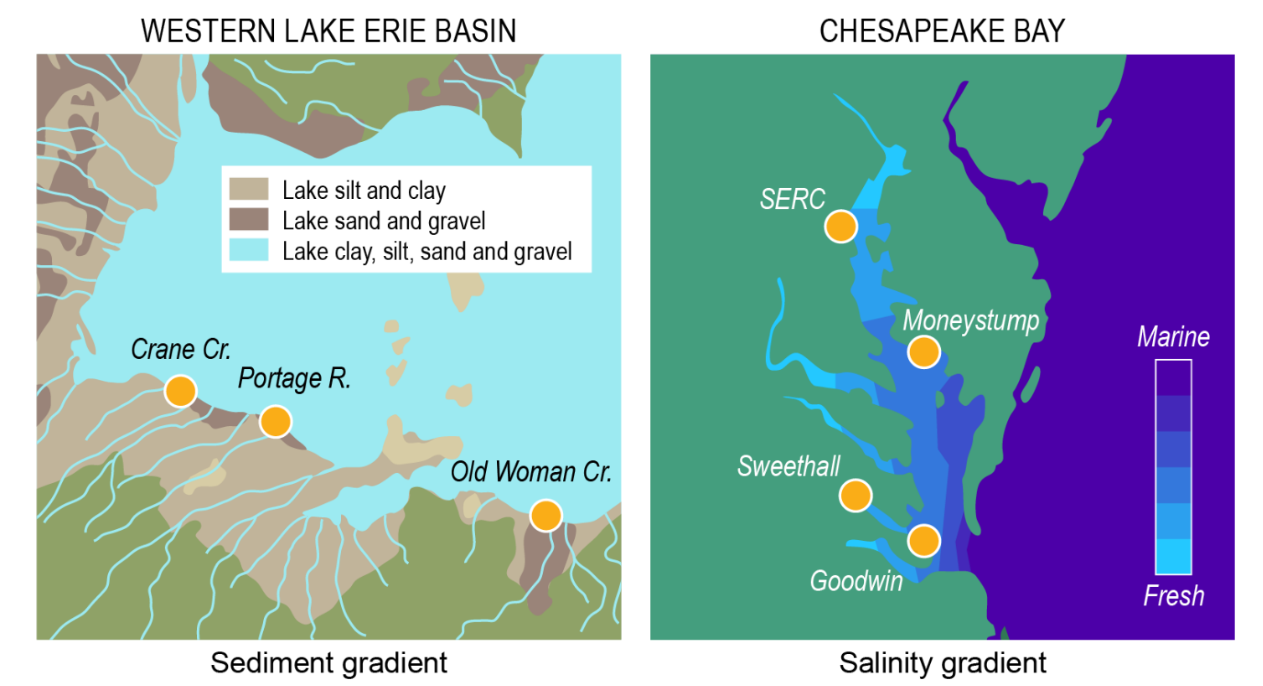 WESTERN LAKE ERIE BASIN
Lake silt and clay
Lake sand and gravel
Lake clay, silt, sand and gravel
Crane Cr.
Portage R.
Old Woman Cr.
Sediment gradient
CHESAPEAKE BAY
SERC
Moneystump
Marine
Sweethall
Goodwin
Fresh
Salinity gradient